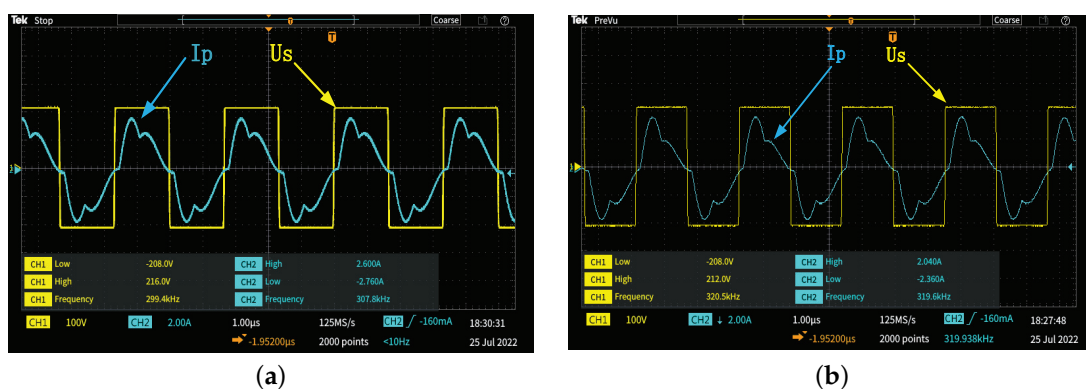 Tek Stop
Coarse
T
Ip
Us
CH1 Low -208.0V CH2 High 2.600A
CH1 High 216.0V CH2 Low -2.760A
CH1 Frequency 299.4kHz CH2 Frequency 307.8kHz
CH1 100V CH2 2.00A 1.00µs 125MS/s CH2 -160mA 18:30:31
-1.95200µs 2000 points <10Hz 25 Jul 2022
(a)
Tek PreVu
Coarse
T
Ip
Us
CH1 Low -208.0V CH2 High 2.040A
CH1 High 212.0V CH2 Low -2.360A
CH1 Frequency 320.5kHz CH2 Frequency 319.6kHz
CH1 100V CH2 2.00A 1.00µs 125MS/s CH2 -160mA 18:27:48
-1.95200µs 2000 points 319.938kHz 25 Jul 2022
(b)